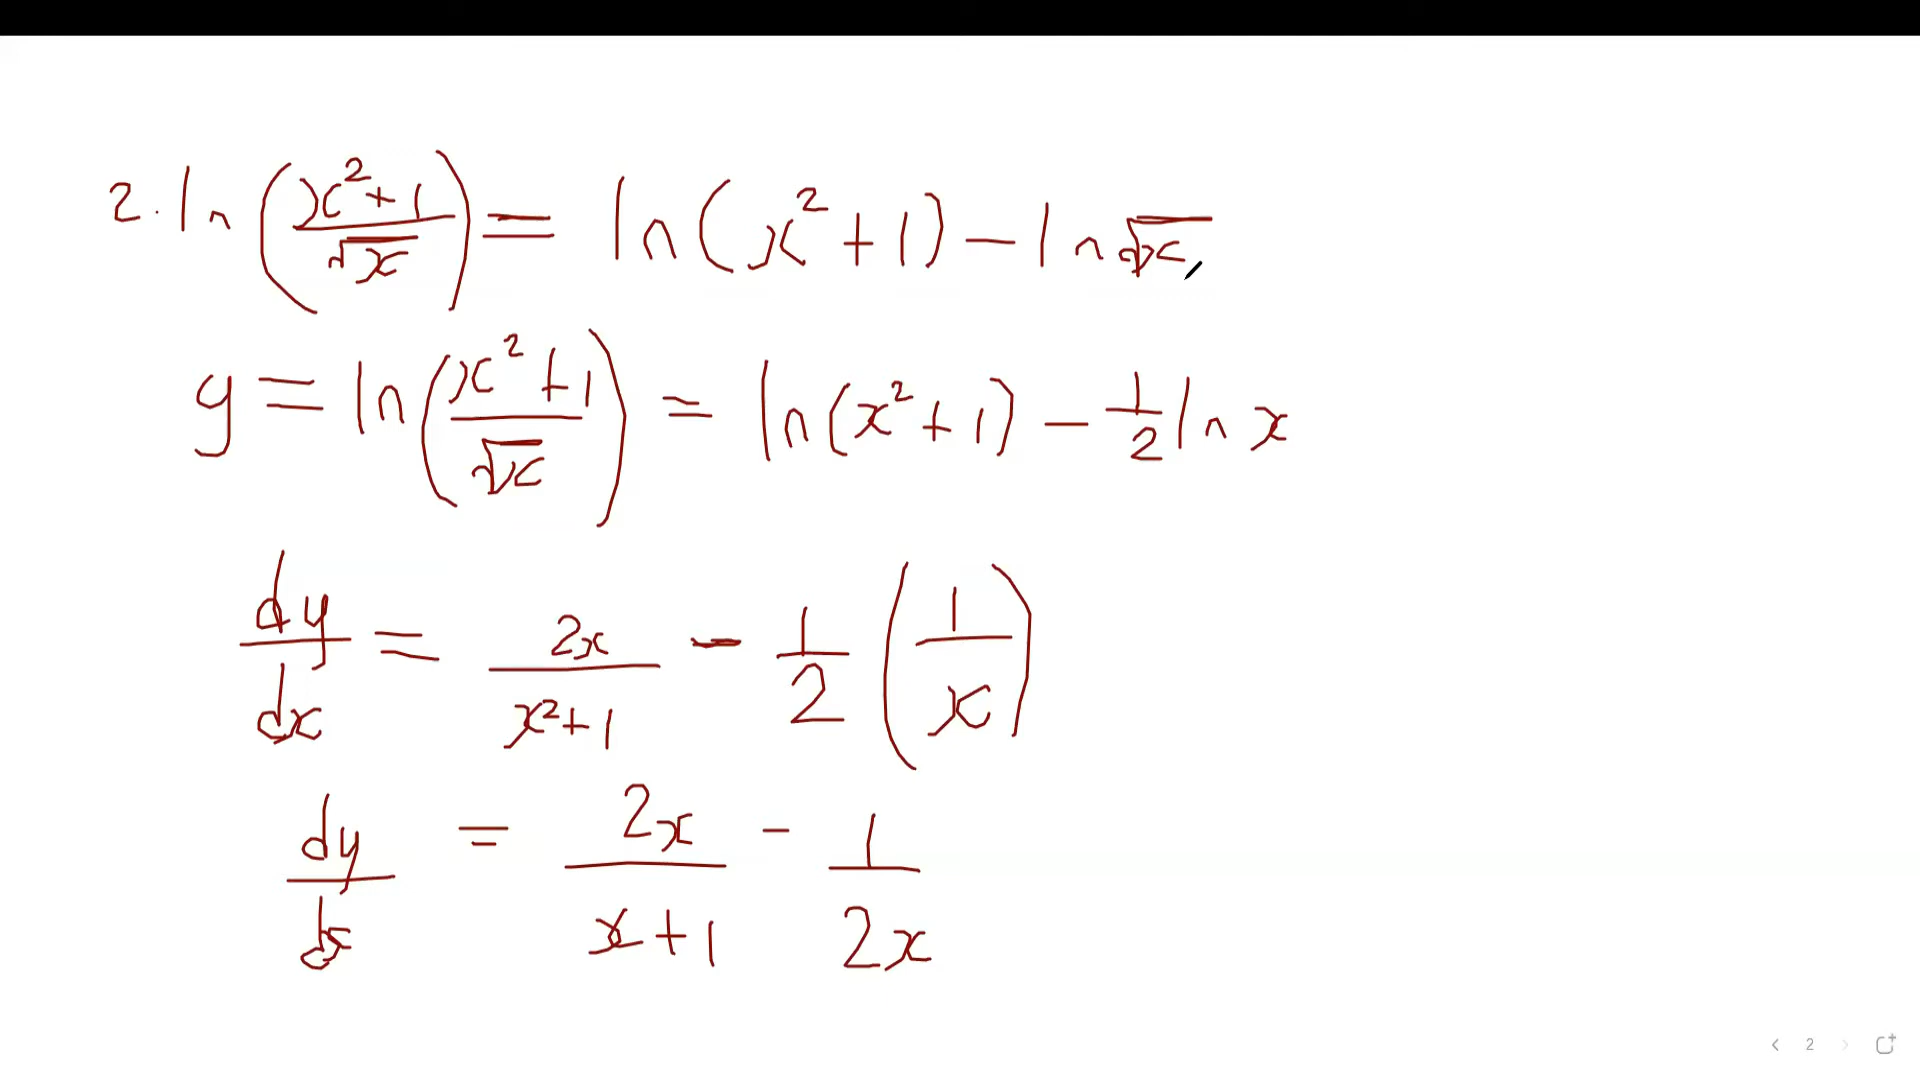 2. ln((x²+1)/√x) = ln(x²+1) − ln√x
y = ln((x²+1)/√x) = ln(x²+1) − 1/2 ln x
dy/dx = 2x/(x²+1) − 1/2 (1/x)
dy/dx = 2x/(x+1) − 1/(2x)
2